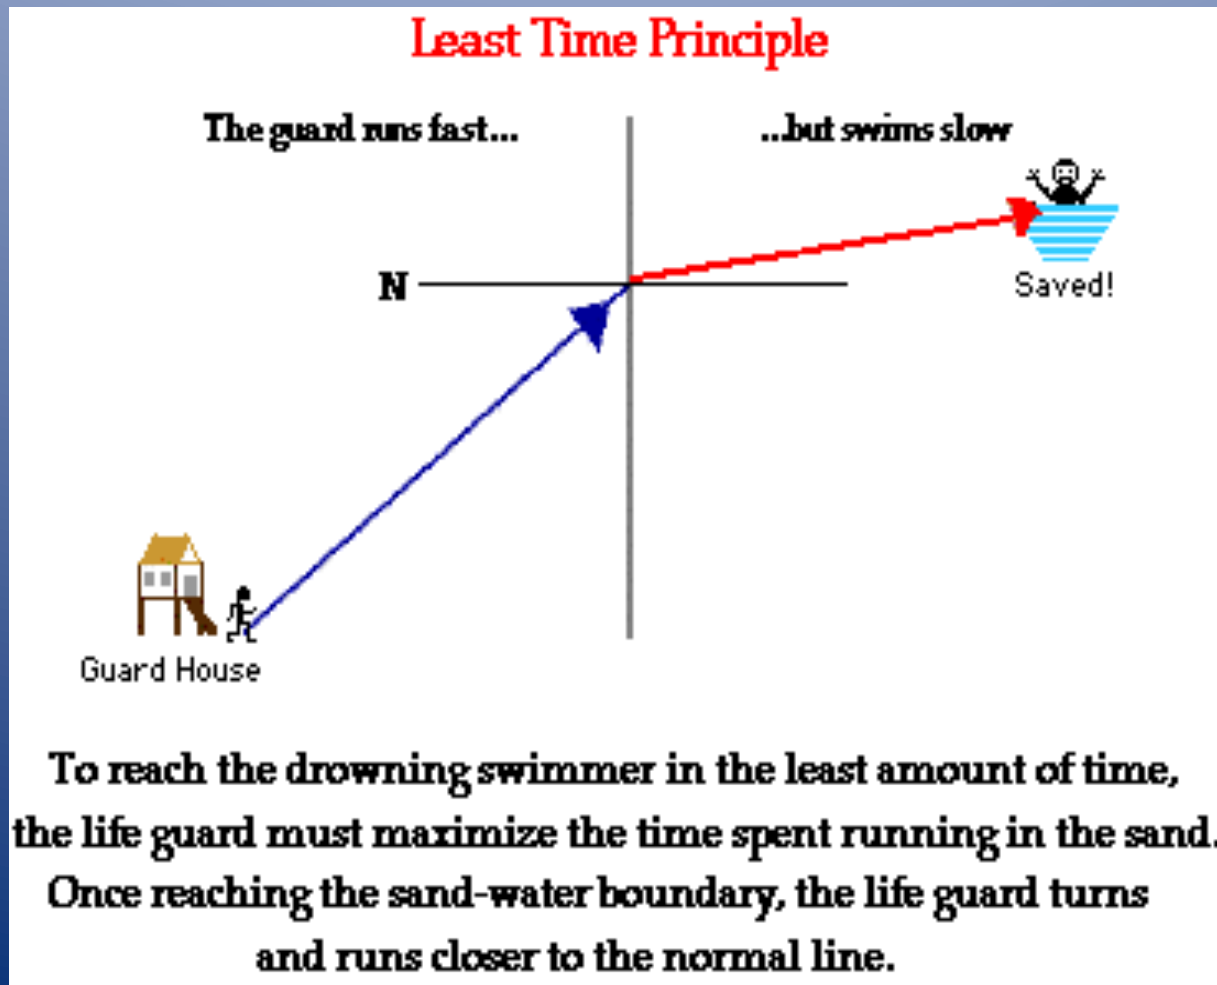 Least Time Principle
The guard runs fast...
...but swims slow
N
Saved!
Guard House
To reach the drowning swimmer in the least amount of time,
the life guard must maximize the time spent running in the sand.
Once reaching the sand-water boundary, the life guard turns
and runs closer to the normal line.